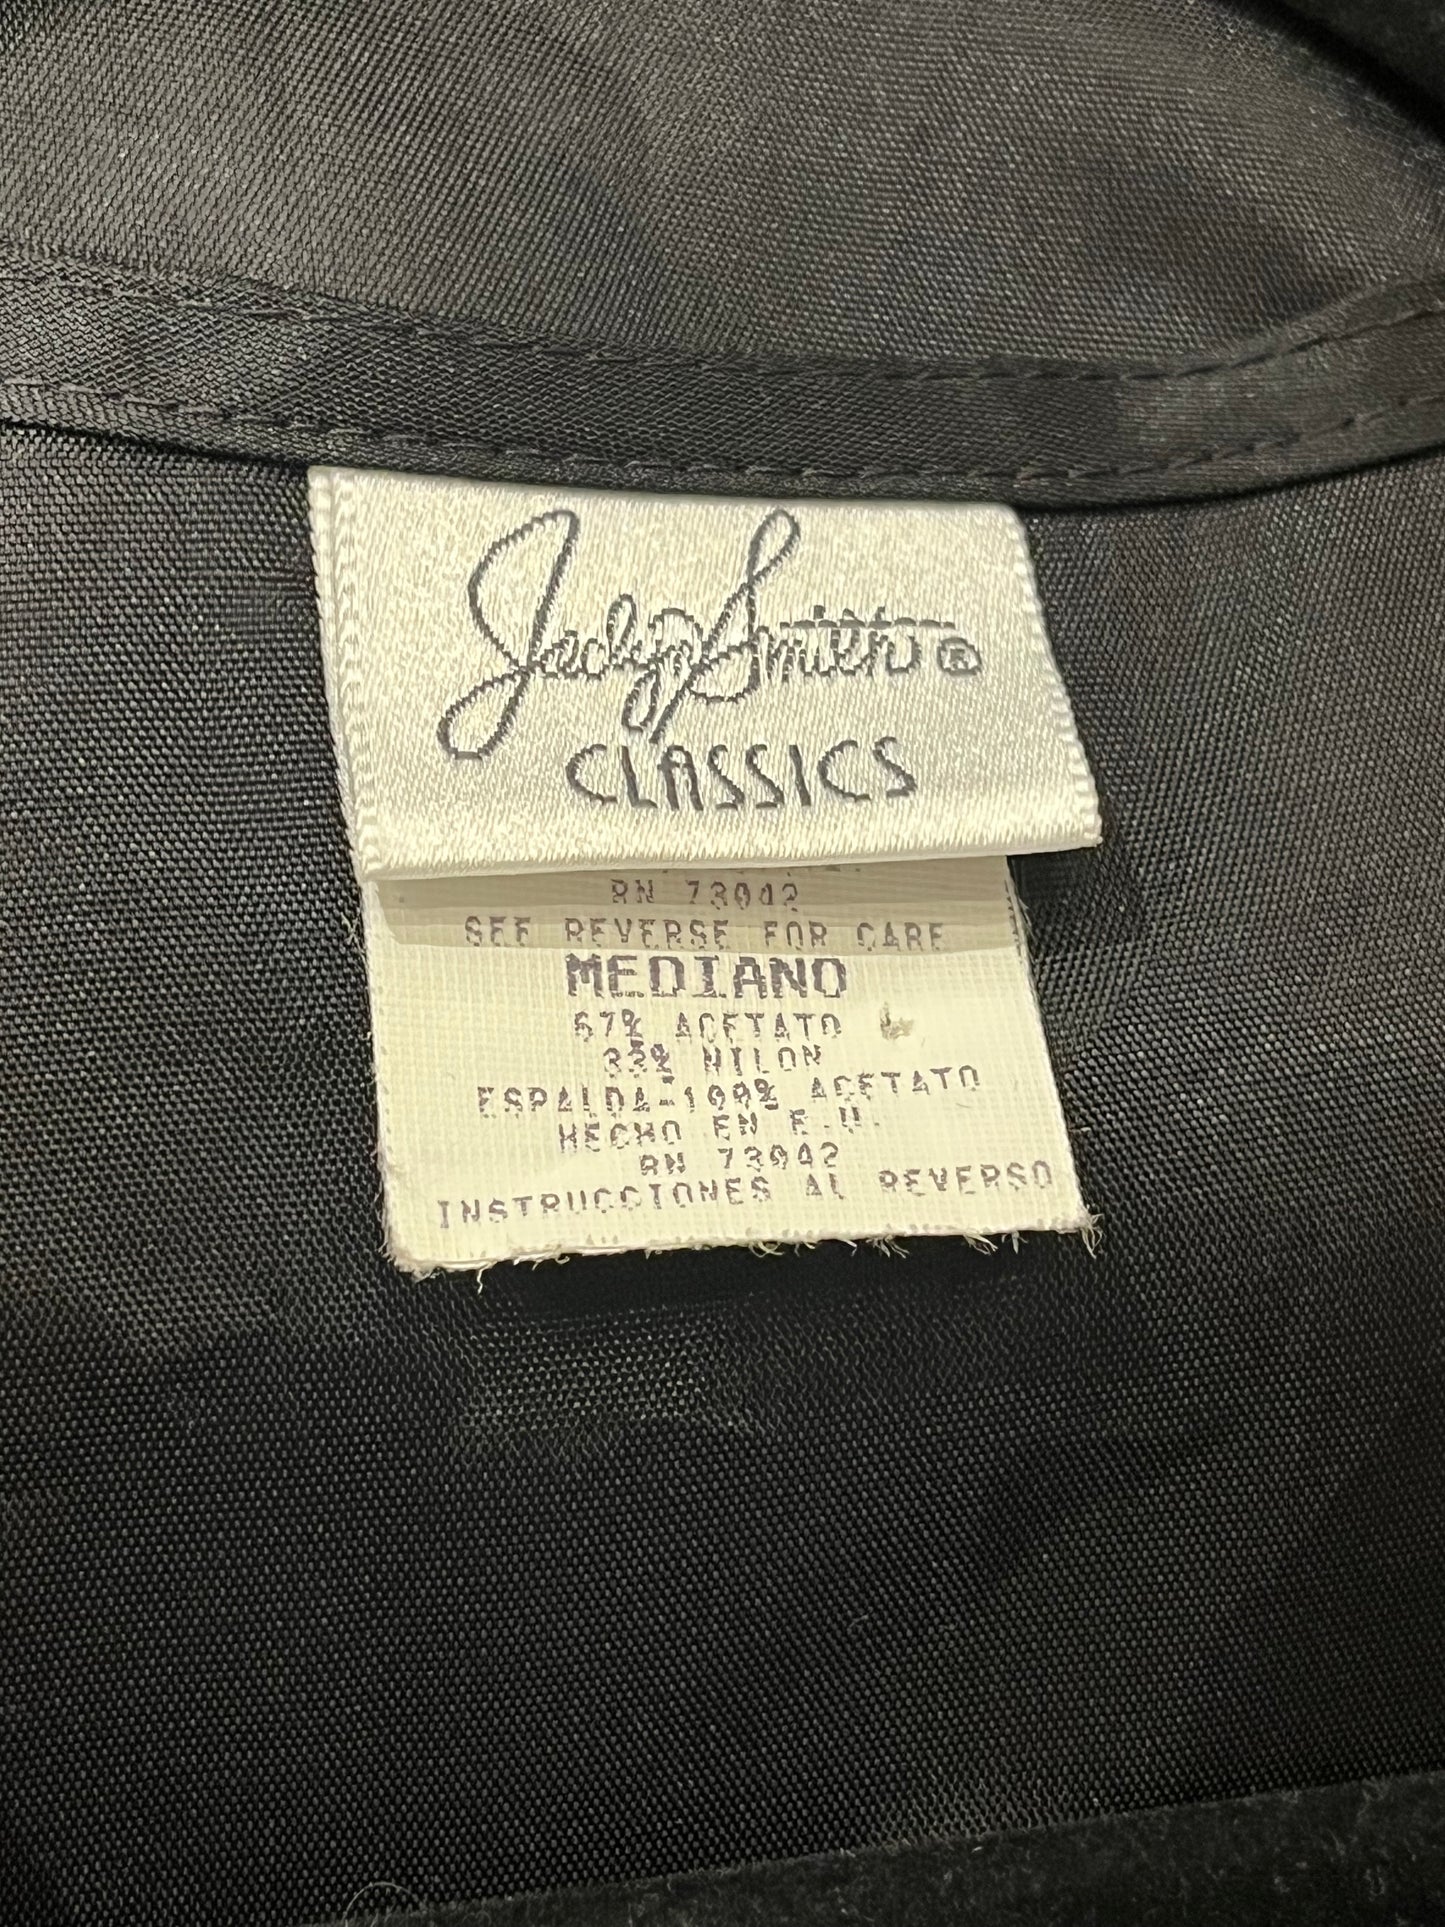 Jaclyn Smith ®
CLASSICS
RN 73042
SEE REVERSE FOR CARE
MEDIANO
67% ACETATO
33% NILON
ESPALDA-100% ACETATO
HECHO EN E.U.
RN 73042
INSTRUCCIONES AL REVERSO